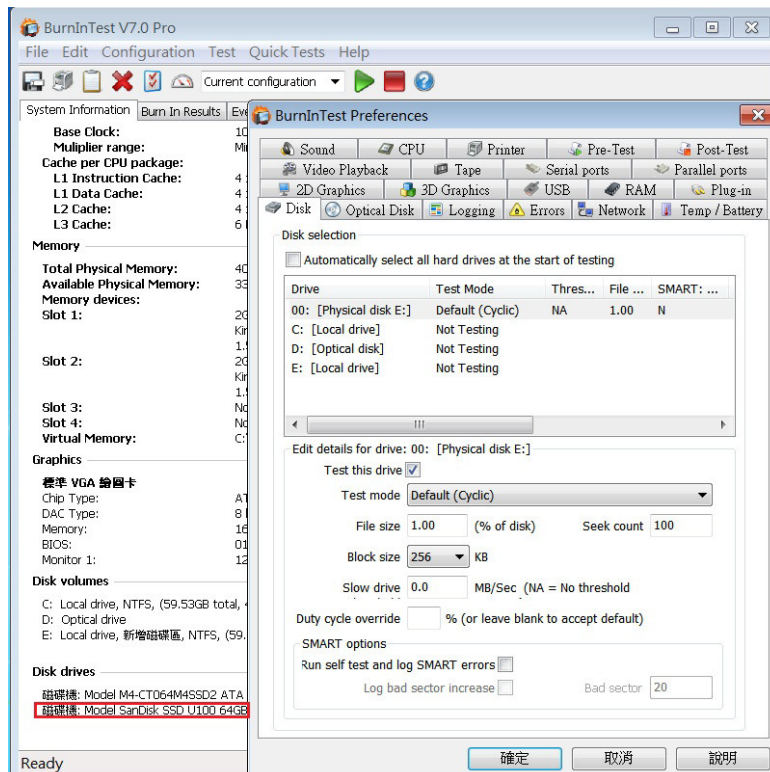 BurnInTest V7.0 Pro
File Edit Configuration Test Quick Tests Help
Current configuration
System Information Burn In Results
Base Clock:
Muliplier range:
Cache per CPU package:
L1 Instruction Cache:
L1 Data Cache:
L2 Cache:
L3 Cache:
Memory
Total Physical Memory:
Available Physical Memory:
Memory devices:
Slot 1:
Slot 2:
Slot 3:
Slot 4:
Virtual Memory:
Graphics
標準 VGA 繪圖卡
Chip Type:
DAC Type:
Memory:
BIOS:
Monitor 1:
Disk volumes
C: Local drive, NTFS, (59.53GB total,
D: Optical drive
E: Local drive, 新增磁碟區, NTFS, (59.
Disk drives
磁碟機: Model M4-CT064M4SSD2 ATA
磁碟機: Model SanDisk SSD U100 64GB
Ready
BurnInTest Preferences
Sound CPU Printer Pre-Test Post-Test
Video Playback Tape Serial ports Parallel ports
2D Graphics 3D Graphics USB RAM Plug-in
Disk Optical Disk Logging Errors Network Temp / Battery
Disk selection
Automatically select all hard drives at the start of testing
Drive Test Mode Thres... File ... SMART: ...
00: [Physical disk E:] Default (Cyclic) NA 1.00 N
C: [Local drive] Not Testing
D: [Optical disk] Not Testing
E: [Local drive] Not Testing
Edit details for drive: 00: [Physical disk E:]
Test this drive
Test mode Default (Cyclic)
File size 1.00 (% of disk) Seek count 100
Block size 256 KB
Slow drive 0.0 MB/Sec (NA = No threshold
Duty cycle override % (or leave blank to accept default)
SMART options
Run self test and log SMART errors
Log bad sector increase Bad sector 20
確定 取消 說明